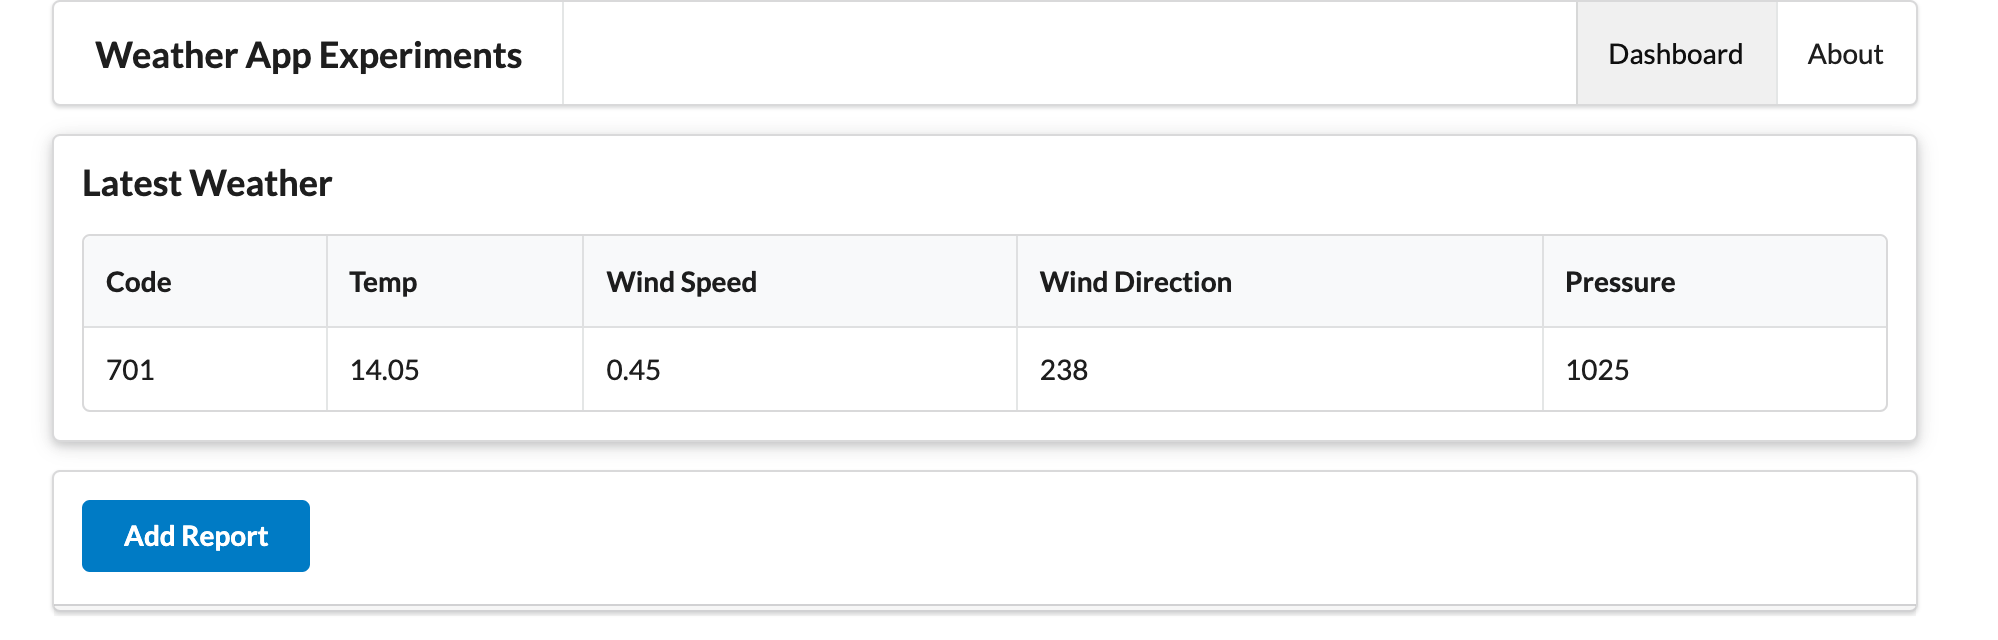 Weather App Experiments Dashboard About
Latest Weather
Code Temp Wind Speed Wind Direction Pressure
701 14.05 0.45 238 1025
Add Report